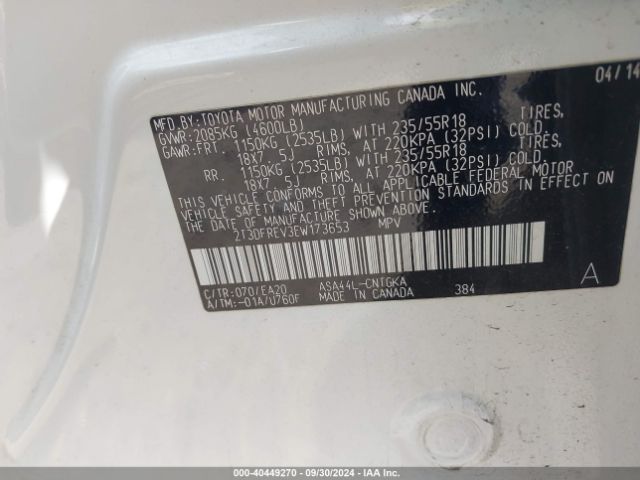 MFD.BY:TOYOTA MOTOR MANUFACTURING CANADA INC. 04/14
GVWR:2085KG (4600LB)
GAWR:FRT. 1150KG (2535LB) WITH 235/55R18 TIRES,
18X7.5J RIMS, AT 220KPA (32PSI) COLD.
RR. 1150KG (2535LB) WITH 235/55R18 TIRES,
18X7.5J RIMS, AT 220KPA (32PSI) COLD.
THIS VEHICLE CONFORMS TO ALL APPLICABLE FEDERAL MOTOR
VEHICLE SAFETY AND THEFT PREVENTION STANDARDS IN EFFECT ON
THE DATE OF MANUFACTURE SHOWN ABOVE.
2T3DFREV3EW173653 MPV
C/TR:070/EA20 ASA44L-CNTGKA A
A/TM:-01A/U760F MADE IN CANADA 384
000-40449270 - 09/30/2024 - IAA Inc.